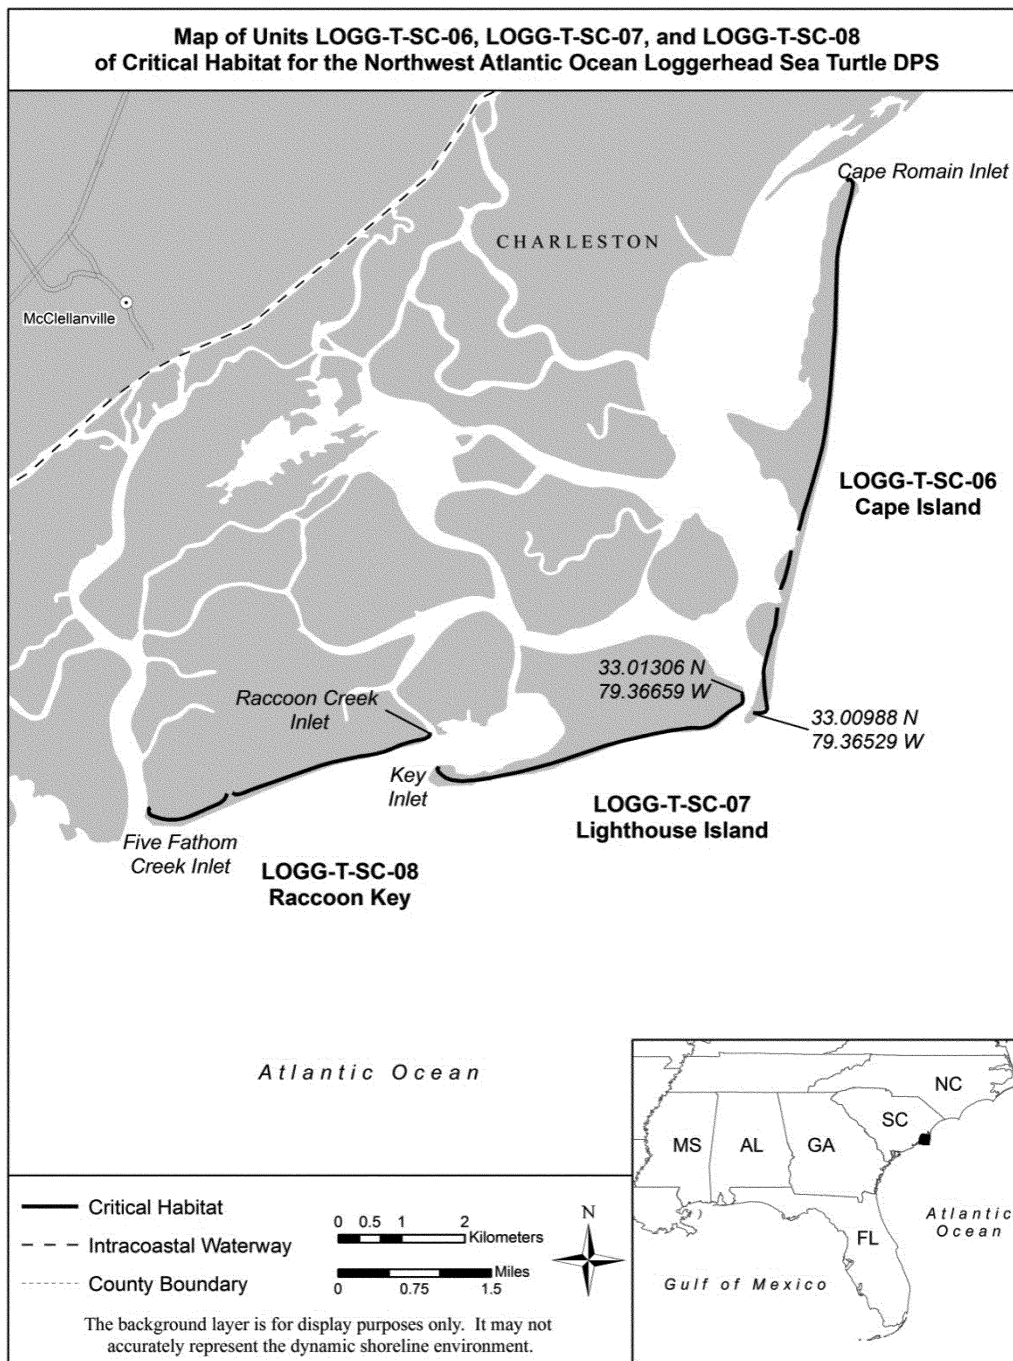 Map of Units LOGG-T-SC-06, LOGG-T-SC-07, and LOGG-T-SC-08
of Critical Habitat for the Northwest Atlantic Ocean Loggerhead Sea Turtle DPS
Cape Romain Inlet
CHARLESTON
McClellanville
LOGG-T-SC-06
Cape Island
33.01306 N
79.36659 W
Raccoon Creek
Inlet
33.00988 N
79.36529 W
Key
Inlet
LOGG-T-SC-07
Lighthouse Island
Five Fathom
Creek Inlet
LOGG-T-SC-08
Raccoon Key
Atlantic Ocean
NC
SC
MS
AL
GA
FL
Atlantic
Ocean
Gulf of Mexico
Critical Habitat
Intracoastal Waterway
County Boundary
0 0.5 1 2
Kilometers
Miles
0 0.75 1.5
N
The background layer is for display purposes only. It may not
accurately represent the dynamic shoreline environment.